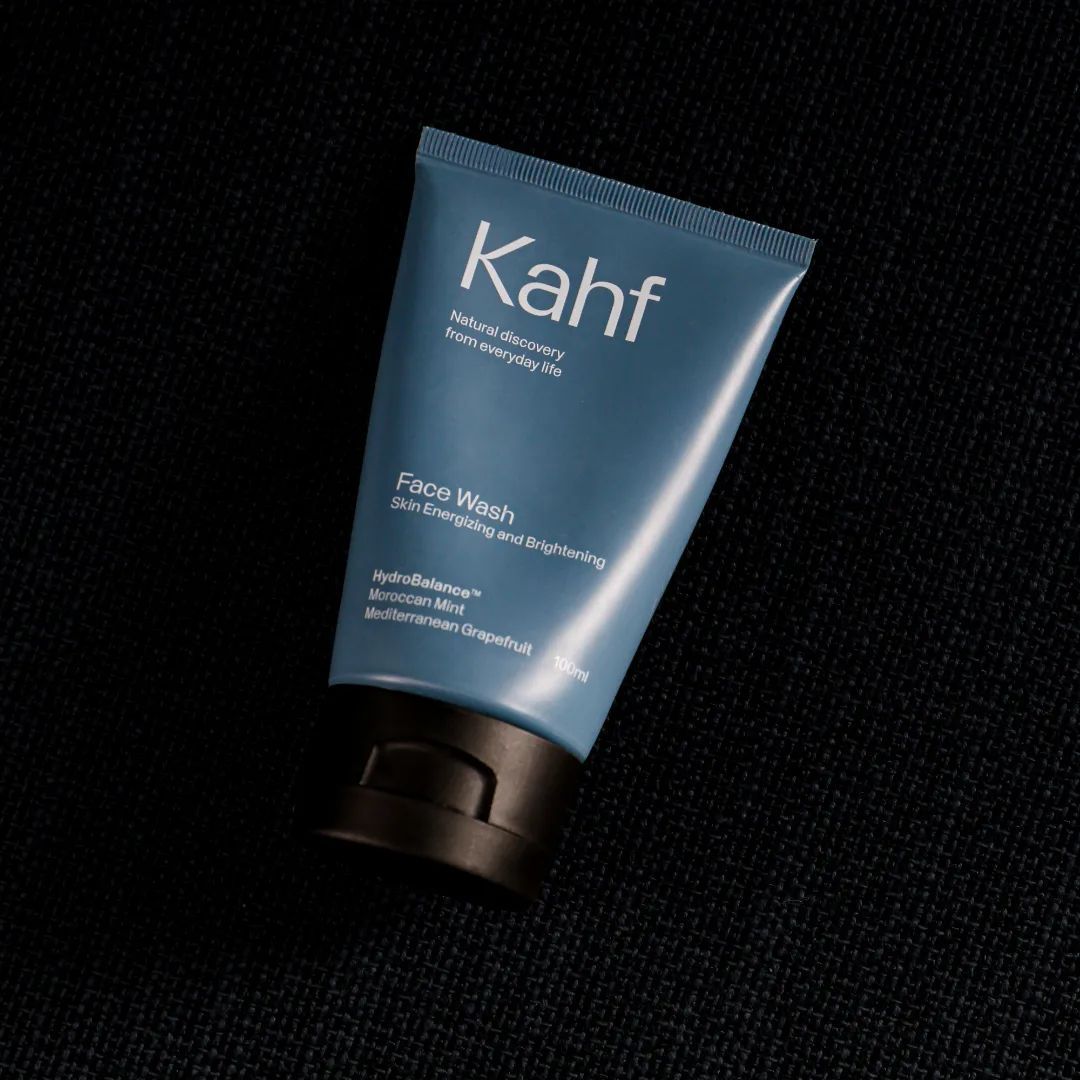 Kahf
Natural discovery
from everyday life
Face Wash
Skin Energizing and Brightening
HydroBalance™
Moroccan Mint
Mediterranean Grapefruit
100ml